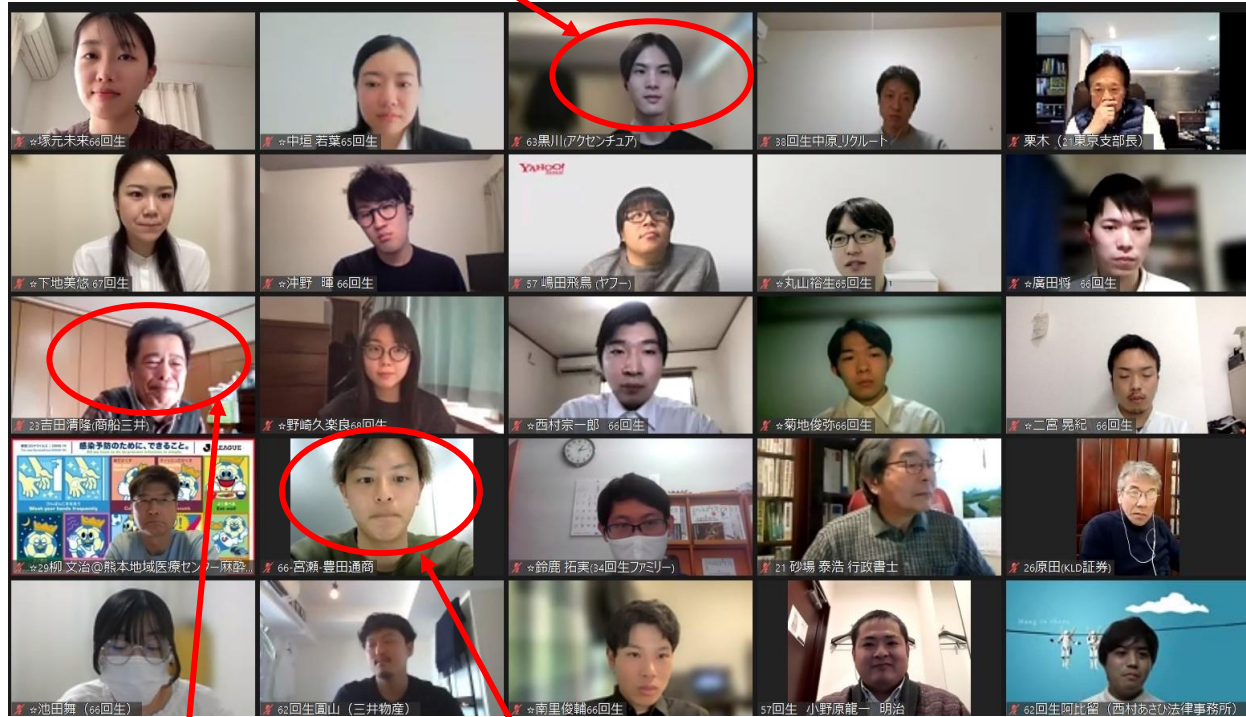 ☆塚元未来66回生
☆中垣 若葉65回生
63黒川(アクセンチュア)
38回生中原_リクルート
栗木（21東京支部長）
☆下地美悠 67回生
☆沖野 暉 66回生
YAHOO!
57 嶋田飛鳥 (ヤフー)
☆丸山裕生65回生
☆廣田将 66回生
23吉田清隆(商船三井)
☆野崎久楽良68回生
☆西村宗一郎 66回生
☆菊地俊弥66回生
☆二宮 晃紀 66回生
感染予防のために、できること。
J.LEAGUE
Wash your hands frequently
☆29柳 文治@熊本地域医療センター麻酔...
66-宮瀬-豊田通商
☆鈴鹿 拓実(34回生ファミリー)
21 砂場 泰浩 行政書士
26原田(KLD証券)
☆池田舞（66回生）
62回生圓山（三井物産）
☆南里俊輔66回生
57回生 小野原龍一 明治
62回生阿比留（西村あさひ法律事務所）